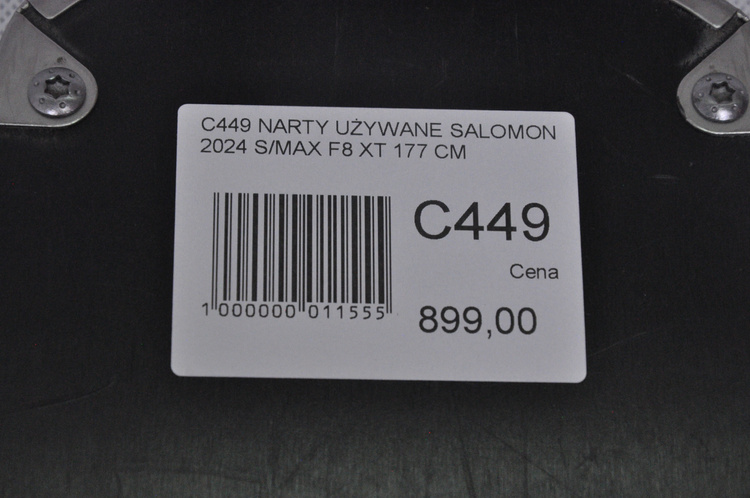 C449 NARTY UŻYWANE SALOMON
2024 S/MAX F8 XT 177 CM
C449
Cena
899,00
1 000000 011555